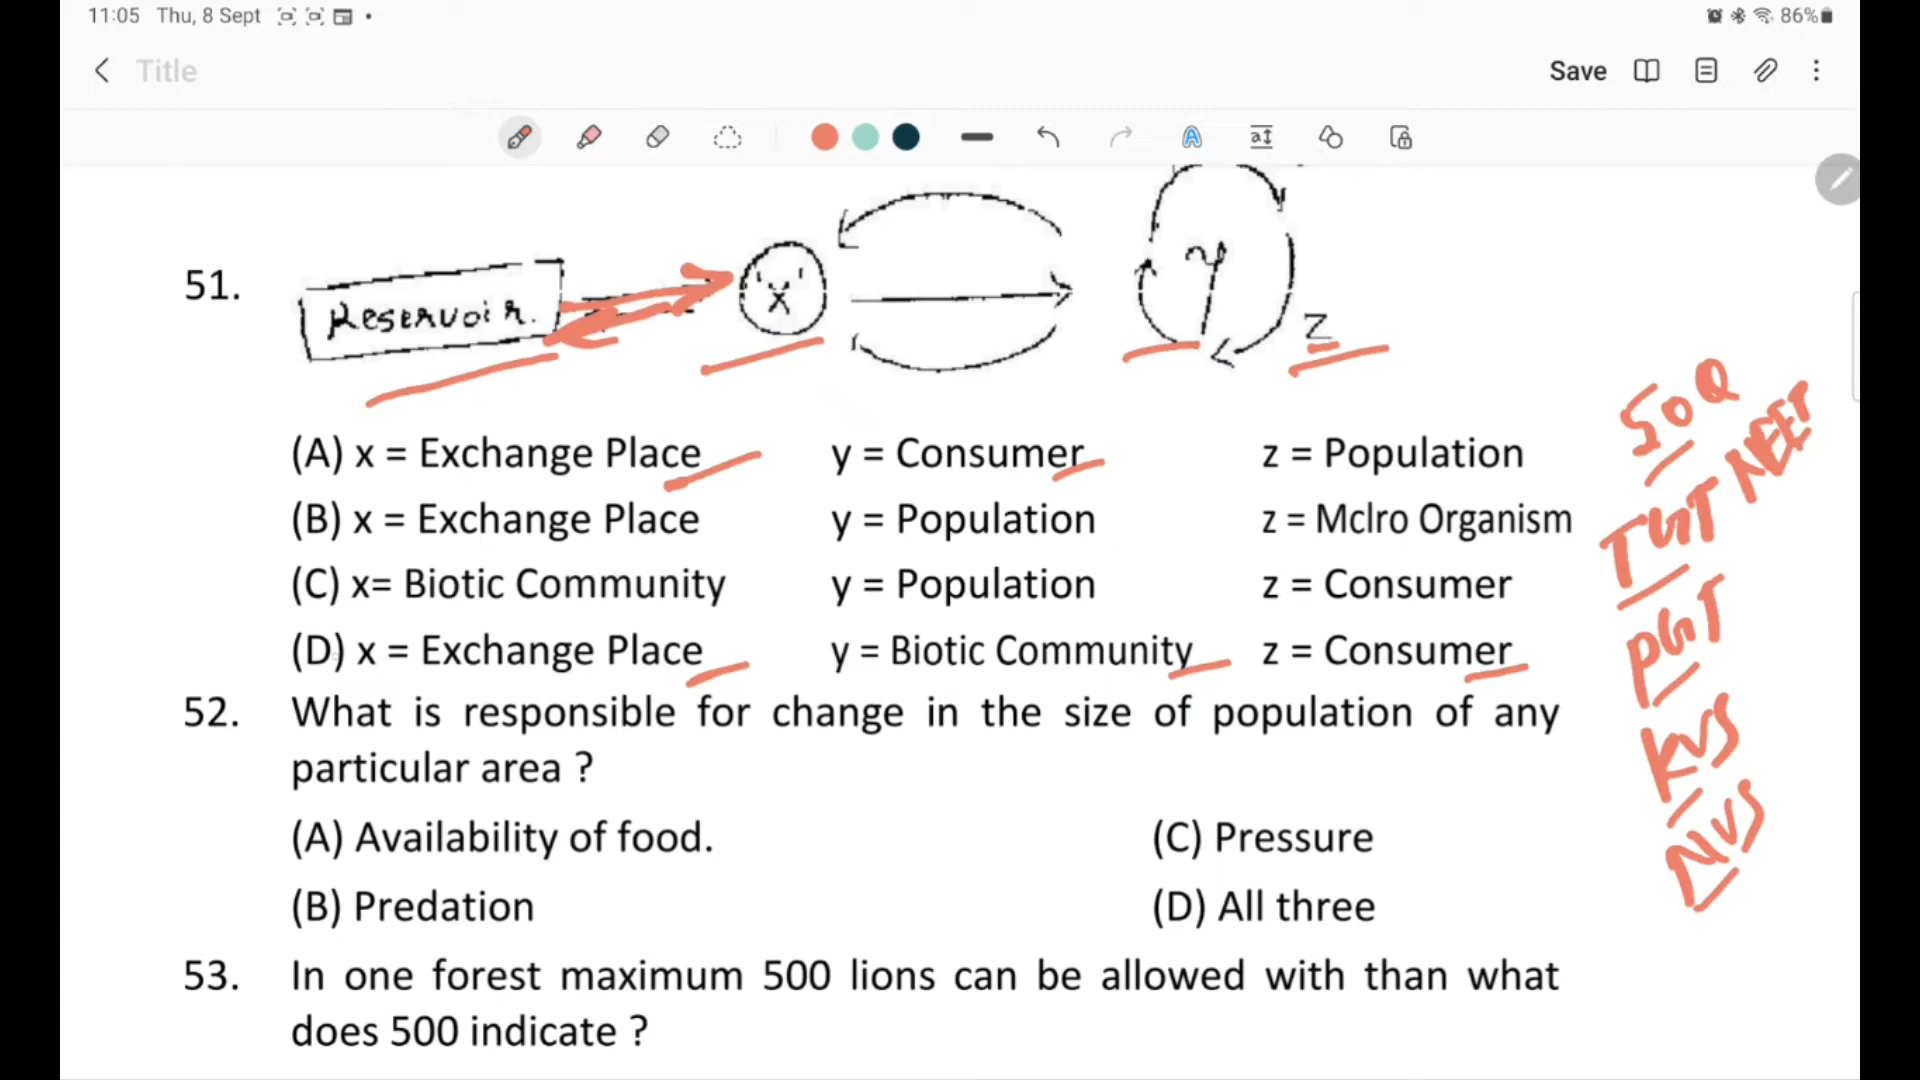 11:05 Thu, 8 Sept 86%
Title Save
51.
Reservoir. 'x' y z
(A) x = Exchange Place y = Consumer z = Population
(B) x = Exchange Place y = Population z = Mclro Organism
(C) x= Biotic Community y = Population z = Consumer
(D) x = Exchange Place y = Biotic Community z = Consumer
50Q
NEET
TGT
PGT
KVS
NVS
52. What is responsible for change in the size of population of any
particular area ?
(A) Availability of food. (C) Pressure
(B) Predation (D) All three
53. In one forest maximum 500 lions can be allowed with than what
does 500 indicate ?